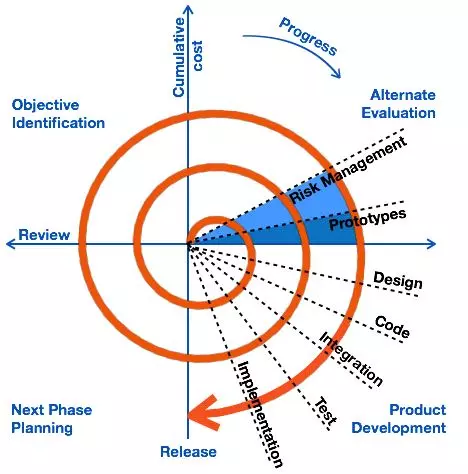 Cumulative
cost
Progress
Objective
Identification
Alternate
Evaluation
Risk Management
Prototypes
Review
Design
Code
Integration
Test
Implementation
Next Phase
Planning
Product
Development
Release